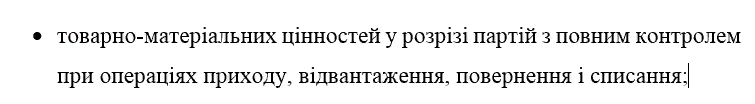 • товарно-матеріальних цінностей у розрізі партій з повним контролем
при операціях приходу, відвантаження, повернення і списання;